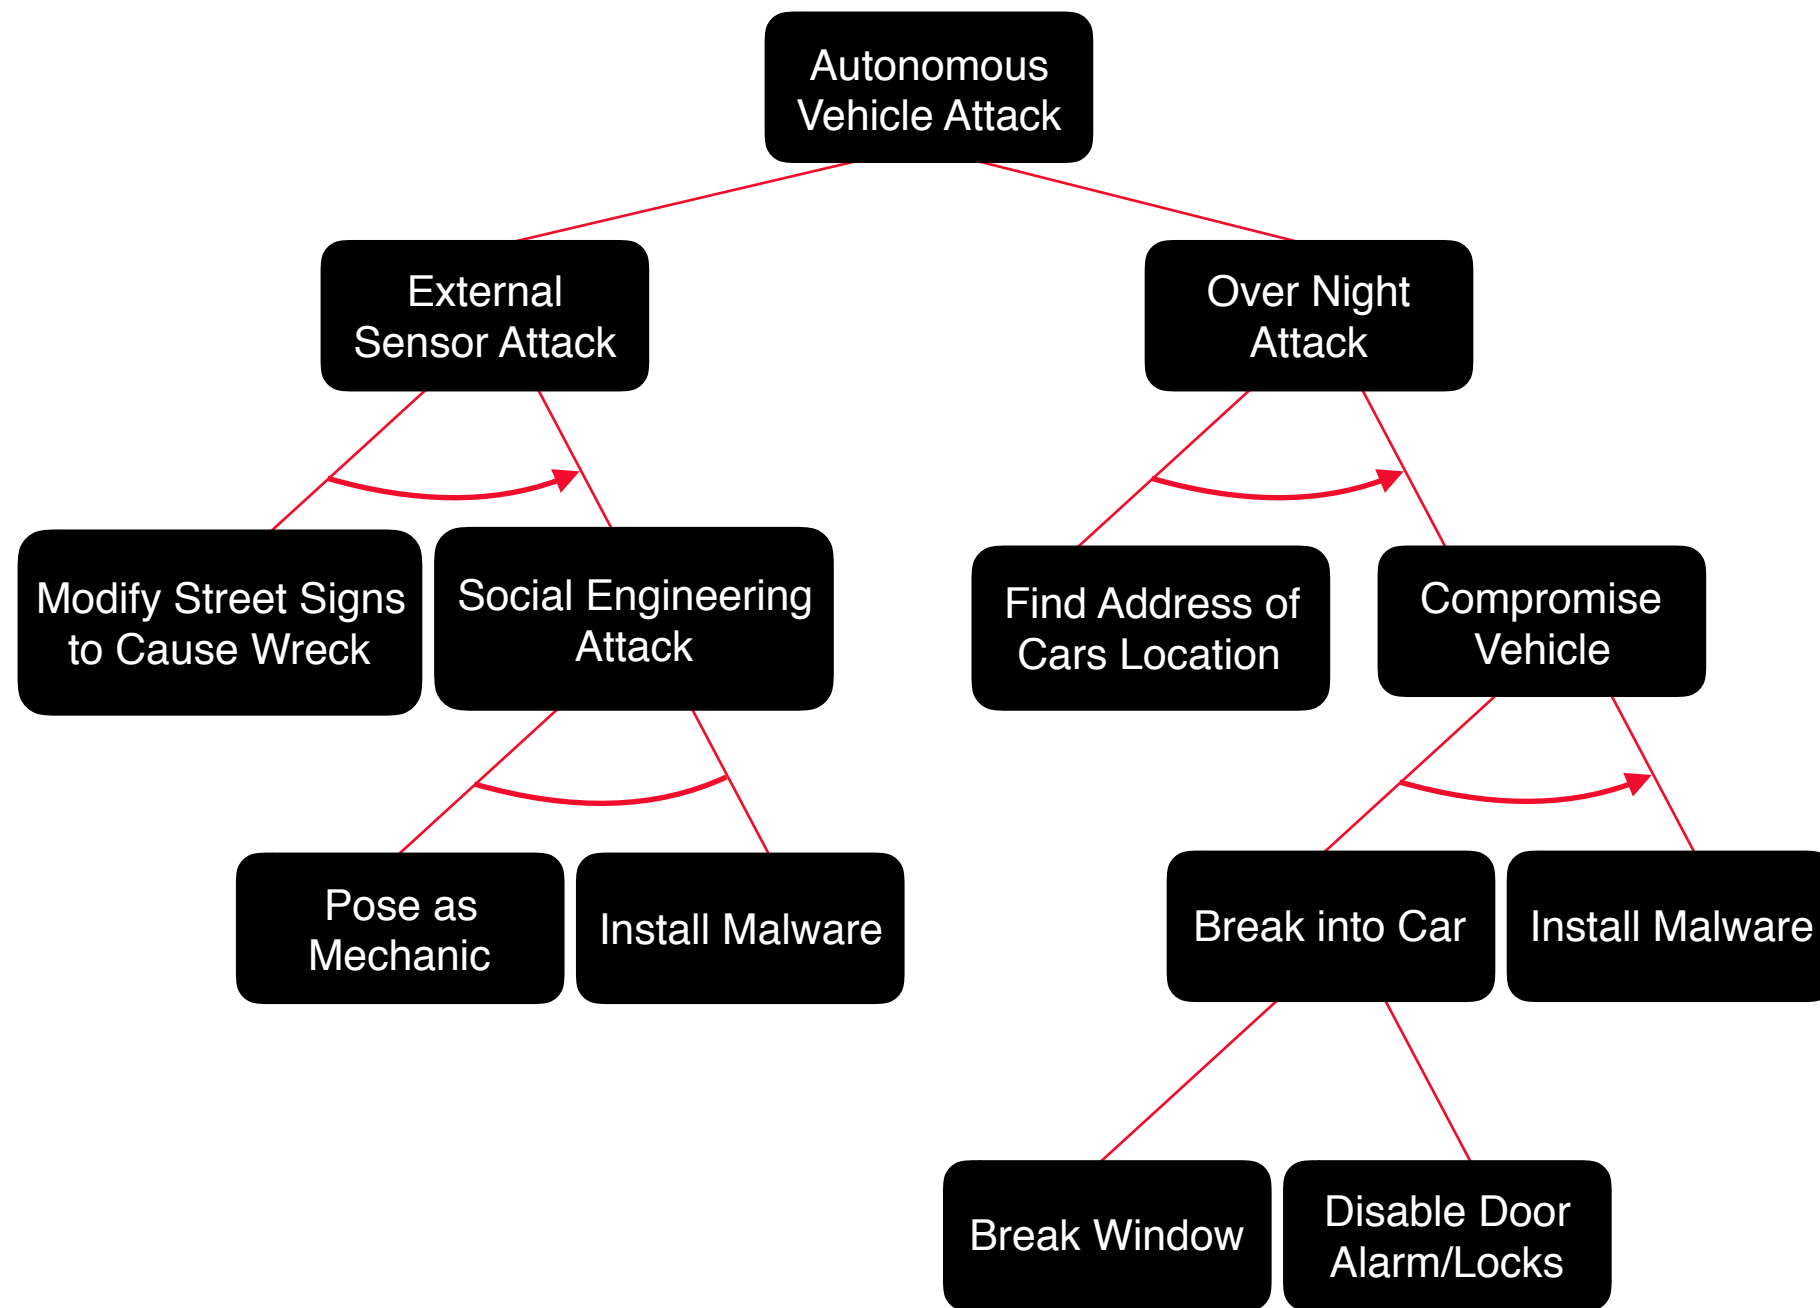 Autonomous
Vehicle Attack
External
Sensor Attack
Over Night
Attack
Modify Street Signs
to Cause Wreck
Social Engineering
Attack
Find Address of
Cars Location
Compromise
Vehicle
Pose as
Mechanic
Install Malware
Break into Car
Install Malware
Break Window
Disable Door
Alarm/Locks